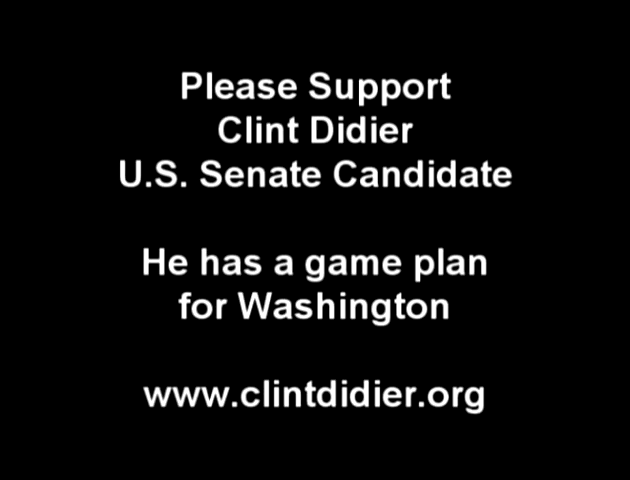 Please Support
Clint Didier
U.S. Senate Candidate
He has a game plan
for Washington
www.clintdidier.org